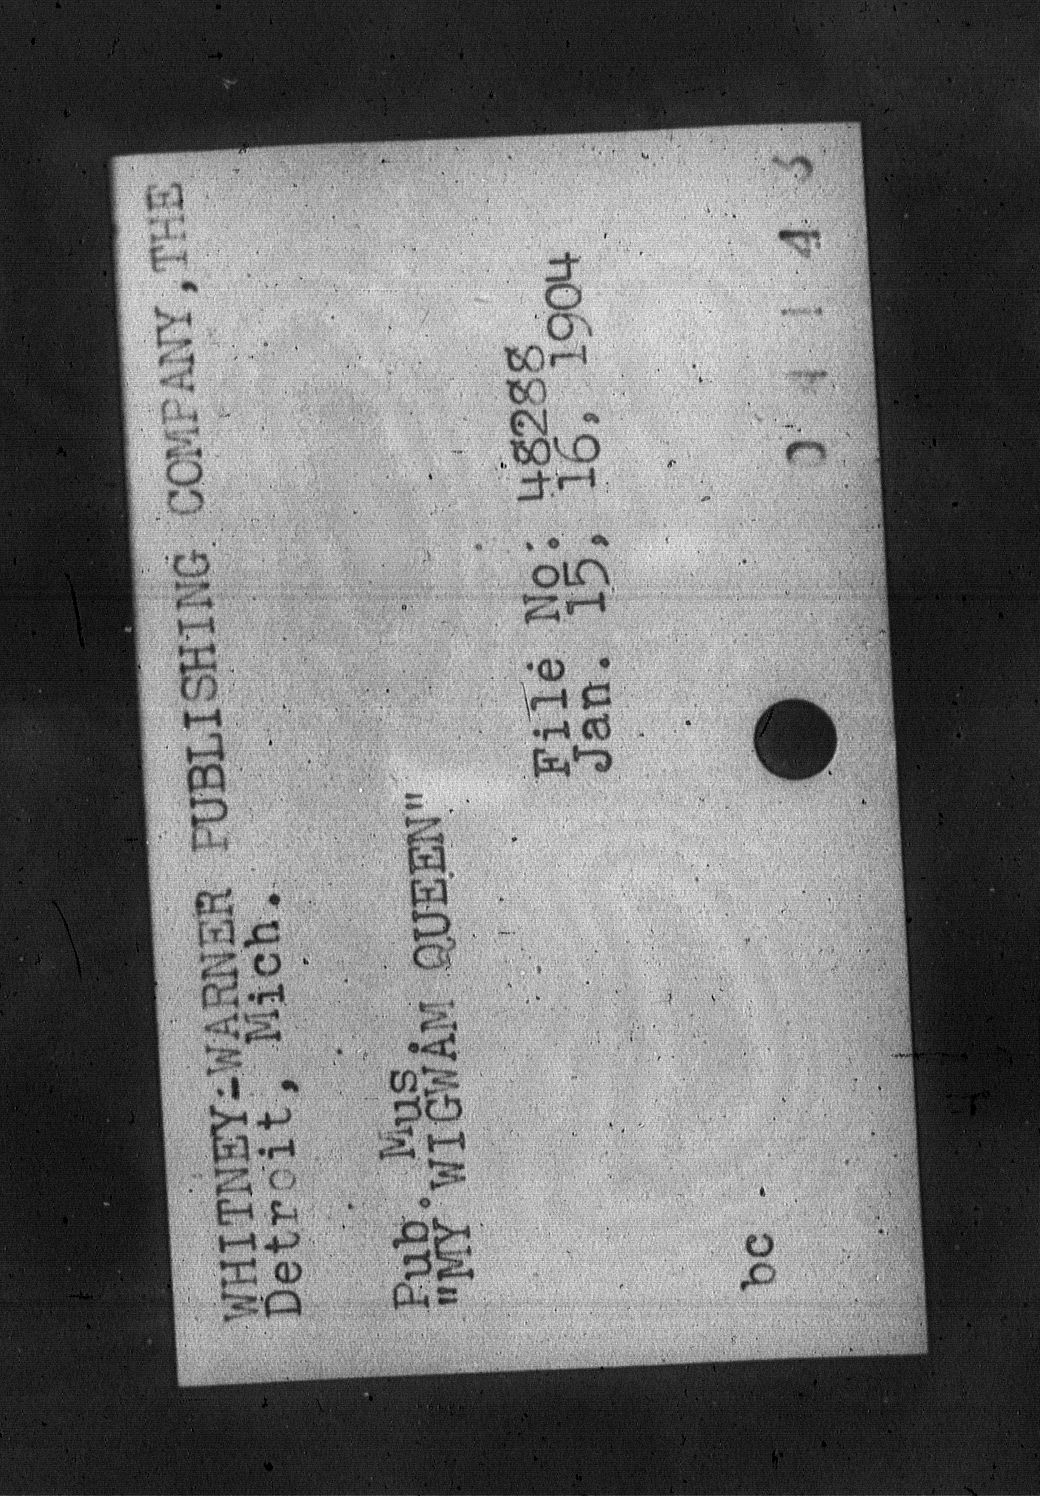 WHITNEY-WARNER PUBLISHING COMPANY, THE
Detroit, Mich.
Pub. Mus.
"MY WIGWAM QUEEN"
File No: 48288
Jan. 15, 16, 1904
bc